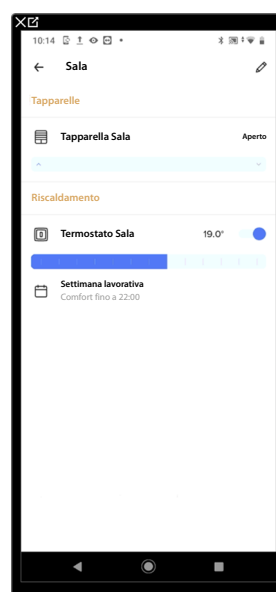 10:14
Sala
Tapparelle
Tapparella Sala
Aperto
Riscaldamento
Termostato Sala
19.0°
Settimana lavorativa
Comfort fino a 22:00